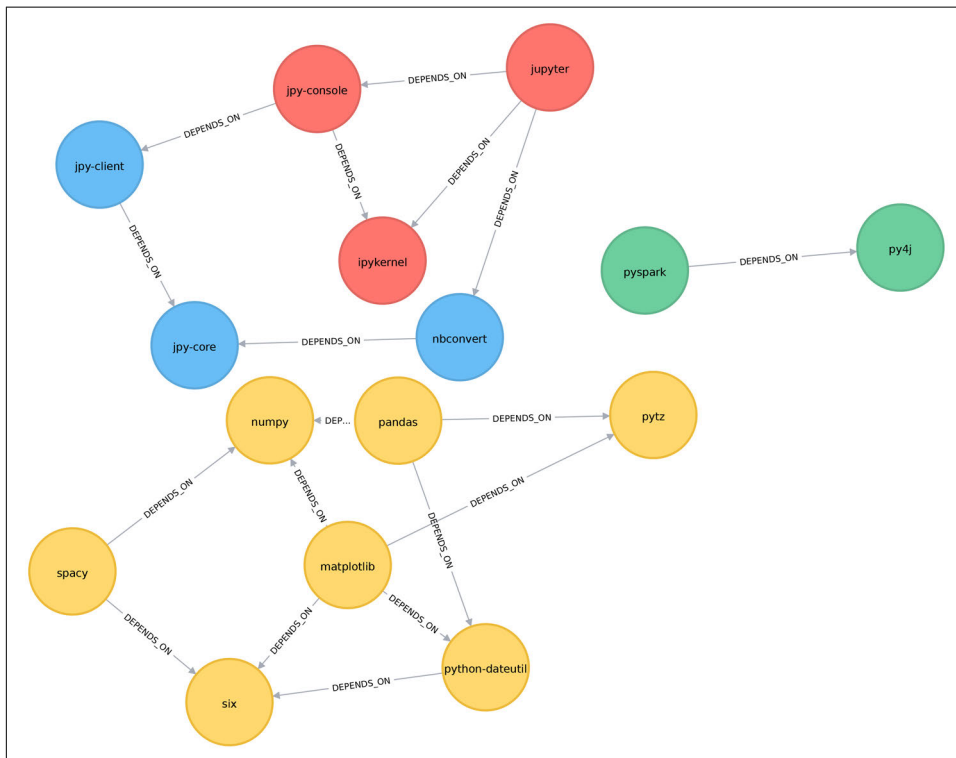 jupyter
DEPENDS_ON
jpy-console
DEPENDS_ON
DEPENDS_ON
DEPENDS_ON
DEPENDS_ON
jpy-client
DEPENDS_ON
ipykernel
py4j
DEPENDS_ON
pyspark
nbconvert
DEPENDS_ON
jpy-core
numpy
DEP...
pandas
DEPENDS_ON
pytz
DEPENDS_ON
DEPENDS_ON
DEPENDS_ON
DEPENDS_ON
spacy
matplotlib
DEPENDS_ON
DEPENDS_ON
DEPENDS_ON
python-dateutil
DEPENDS_ON
six